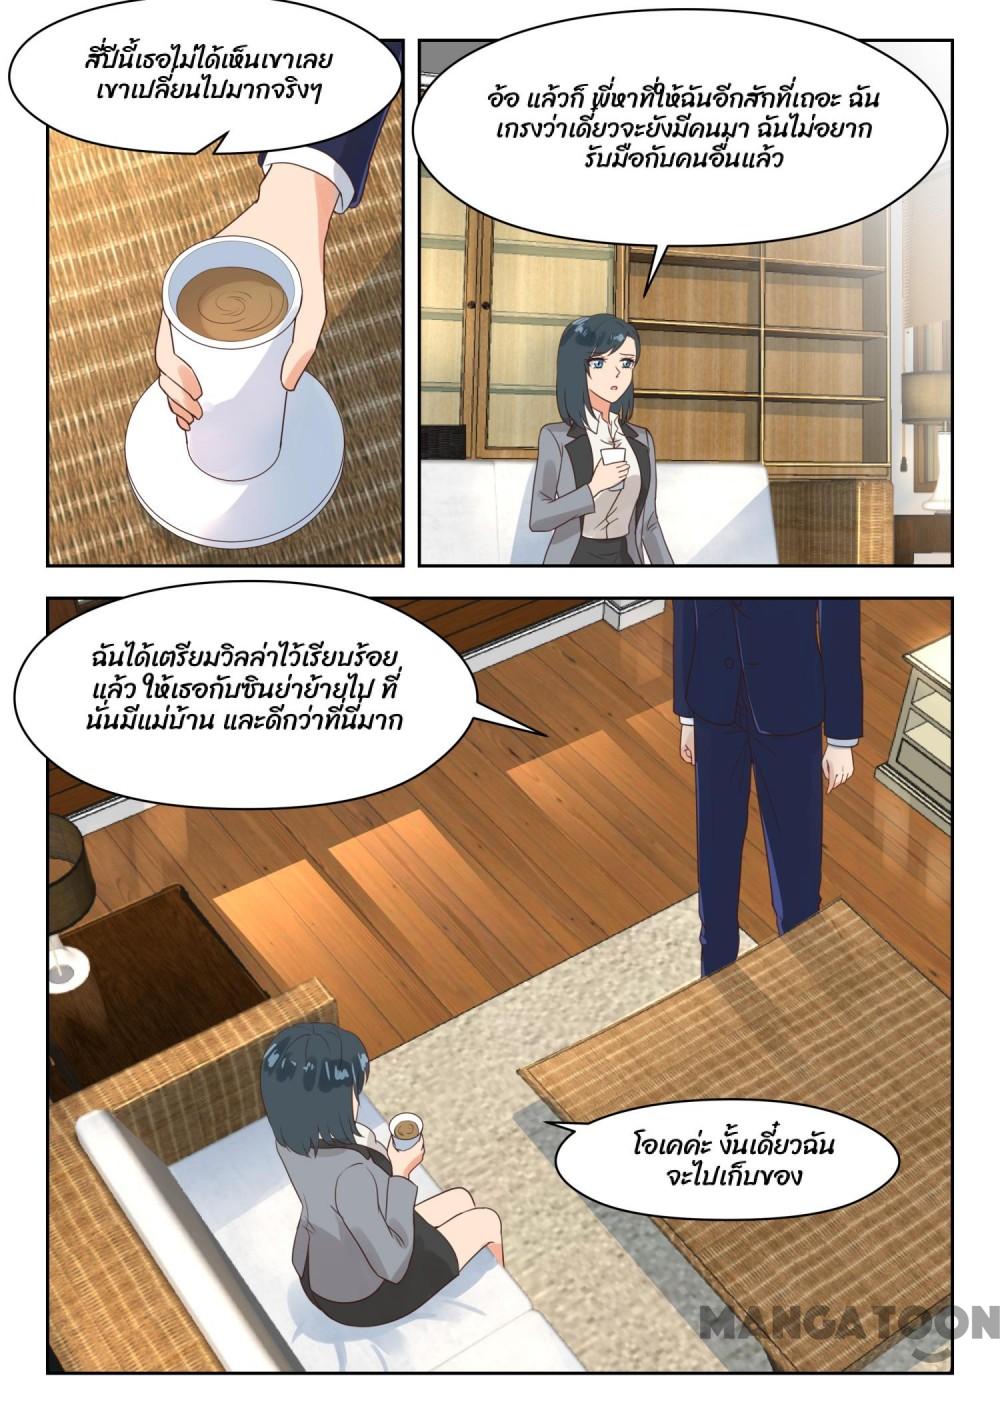 สี่ปีนี้เธอไม่ได้เห็นเขาเลย
เขาเปลี่ยนไปมากจริงๆ
อ้อ แล้วก็ พี่หาที่ให้ฉันอีกสักที่เถอะ ฉัน
เกรงว่าเดี๋ยวจะยังมีคนมา ฉันไม่อยาก
รับมือกับคนอื่นแล้ว
ฉันได้เตรียมวิลล่าไว้เรียบร้อย
แล้ว ให้เธอกับซินย่าย้ายไป ที่
นั่นมีแม่บ้าน และดีกว่าที่นี่มาก
โอเคค่ะ งั้นเดี๋ยวฉัน
จะไปเก็บของ
MANGATOON